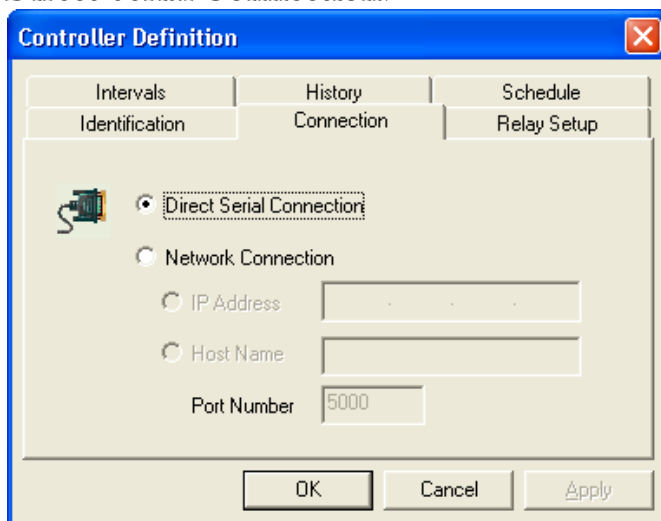 Controller Definition
Intervals History Schedule
Identification Connection Relay Setup
Direct Serial Connection
Network Connection
IP Address . . .
Host Name
Port Number 5000
OK Cancel Apply